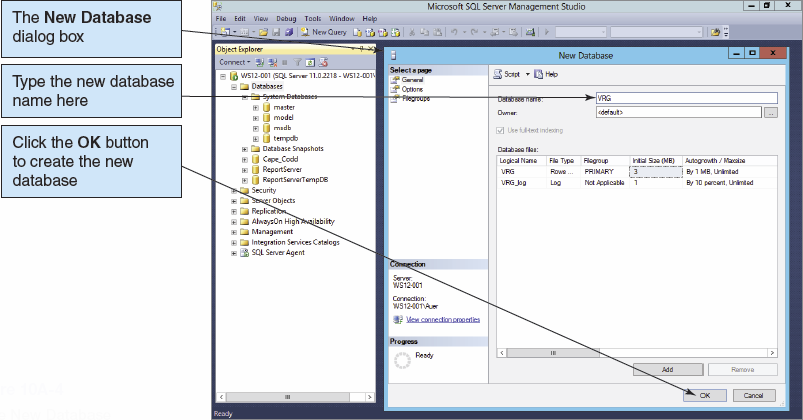 The New Database
dialog box
Type the new database
name here
Click the OK button
to create the new
database
Microsoft SQL Server Management Studio
File Edit View Debug Tools Window Help
New Query
Object Explorer
Connect
WS12-001 (SQL Server 11.0.2218 - WS12-001\
Databases
System Databases
master
model
msdb
tempdb
Database Snapshots
Cape_Codd
ReportServer
ReportServerTempDB
Security
Server Objects
Replication
AlwaysOn High Availability
Management
Integration Services Catalogs
SQL Server Agent
Ready
New Database
Select a page
General
Options
Filegroups
Connection
Server:
WS12-001
Connection:
WS12-001\Auer
View connection properties
Progress
Ready
Script Help
Database name: VRG
Owner: <default> ...
Use full-text indexing
Database files:
Logical Name File Type Filegroup Initial Size (MB) Autogrowth / Maxsize
VRG Rows ... PRIMARY 3 By 1 MB, Unlimited
VRG_log Log Not Applicable 1 By 10 percent, Unlimited
Add Remove
OK Cancel